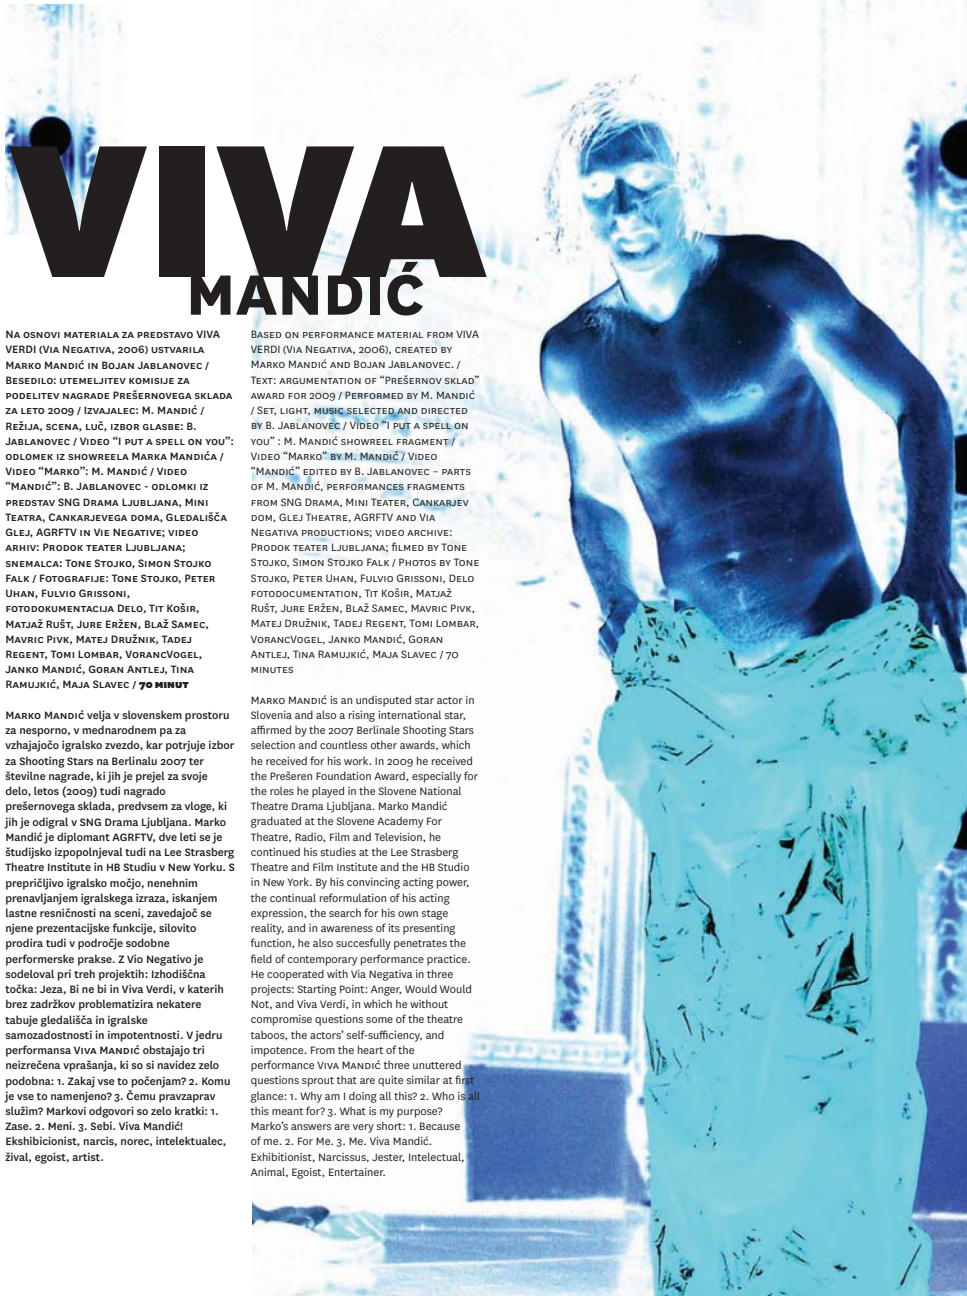 VIVA
MANDIĆ
Na osnovi materiala za predstavo VIVA
VERDI (Via Negativa, 2006) ustvarila
Marko Mandić in Bojan Jablanovec /
Besedilo: utemeljitev komisije za
podelitev nagrade Prešernovega sklada
za leto 2009 / Izvajalec: M. Mandić /
Režija, scena, luč, izbor glasbe: B.
Jablanovec / Video “I put a spell on you”:
odlomek iz showreela Marka Mandića /
Video “Marko”: M. Mandić / Video
“Mandić”: B. Jablanovec - odlomki iz
predstav SNG Drama Ljubljana, Mini
Teatra, Cankarjevega doma, Gledališča
Glej, AGRFTV in Vie Negative; video
arhiv: Prodok teater Ljubljana;
snemalca: Tone Stojko, Simon Stojko
Falk / Fotografije: Tone Stojko, Peter
Uhan, Fulvio Grissoni,
fotodokumentacija Delo, Tit Košir,
Matjaž Rušt, Jure Eržen, Blaž Samec,
Mavric Pivk, Matej Družnik, Tadej
Regent, Tomi Lombar, VorancVogel,
Janko Mandić, Goran Antlej, Tina
Ramujkić, Maja Slavec / 70 minut
Marko Mandić velja v slovenskem prostoru
za nesporno, v mednarodnem pa za
vzhajajočo igralsko zvezdo, kar potrjuje izbor
za Shooting Stars na Berlinalu 2007 ter
številne nagrade, ki jih je prejel za svoje
delo, letos (2009) tudi nagrado
prešernovega sklada, predvsem za vloge, ki
jih je odigral v SNG Drama Ljubljana. Marko
Mandić je diplomant AGRFTV, dve leti se je
študijsko izpopolnjeval tudi na Lee Strasberg
Theatre Institute in HB Studiu v New Yorku. S
prepričljivo igralsko močjo, nenehnim
prenavljanjem igralskega izraza, iskanjem
lastne resničnosti na sceni, zavedajoč se
njene prezentacijske funkcije, silovito
prodira tudi v področje sodobne
performerske prakse. Z Vio Negativo je
sodeloval pri treh projektih: Izhodiščna
točka: Jeza, Bi ne bi in Viva Verdi, v katerih
brez zadržkov problematizira nekatere
tabuje gledališča in igralske
samozadostnosti in impotentnosti. V jedru
performansa Viva Mandić obstajajo tri
neizrečena vprašanja, ki so si navidez zelo
podobna: 1. Zakaj vse to počenjam? 2. Komu
je vse to namenjeno? 3. Čemu pravzaprav
služim? Markovi odgovori so zelo kratki: 1.
Zase. 2. Meni. 3. Sebi. Viva Mandić!
Ekshibicionist, narcis, norec, intelektualec,
žival, egoist, artist.
Based on performance material from VIVA
VERDI (Via Negativa, 2006), created by
Marko Mandić and Bojan Jablanovec. /
Text: argumentation of “Prešernov sklad”
award for 2009 / Performed by M. Mandić
/ Set, light, music selected and directed
by B. Jablanovec / Video “I put a spell on
you” : M. Mandić showreel fragment /
Video “Marko” by M. Mandić / Video
“Mandić” edited by B. Jablanovec – parts
of M. Mandić, performances fragments
from SNG Drama, Mini Teater, Cankarjev
dom, Glej Theatre, AGRFTV and Via
Negativa productions; video archive:
Prodok teater Ljubljana; filmed by Tone
Stojko, Simon Stojko Falk / Photos by Tone
Stojko, Peter Uhan, Fulvio Grissoni, Delo
fotodocumentation, Tit Košir, Matjaž
Rušt, Jure Eržen, Blaž Samec, Mavric Pivk,
Matej Družnik, Tadej Regent, Tomi Lombar,
VorancVogel, Janko Mandić, Goran
Antlej, Tina Ramujkić, Maja Slavec / 70
minutes
Marko Mandić is an undisputed star actor in
Slovenia and also a rising international star,
affirmed by the 2007 Berlinale Shooting Stars
selection and countless other awards, which
he received for his work. In 2009 he received
the Prešeren Foundation Award, especially for
the roles he played in the Slovene National
Theatre Drama Ljubljana. Marko Mandić
graduated at the Slovene Academy For
Theatre, Radio, Film and Television, he
continued his studies at the Lee Strasberg
Theatre and Film Institute and the HB Studio
in New York. By his convincing acting power,
the continual reformulation of his acting
expression, the search for his own stage
reality, and in awareness of its presenting
function, he also succesfully penetrates the
field of contemporary performance practice.
He cooperated with Via Negativa in three
projects: Starting Point: Anger, Would Would
Not, and Viva Verdi, in which he without
compromise questions some of the theatre
taboos, the actors’ self-sufficiency, and
impotence. From the heart of the
performance Viva Mandić three unuttered
questions sprout that are quite similar at first
glance: 1. Why am I doing all this? 2. Who is all
this meant for? 3. What is my purpose?
Marko’s answers are very short: 1. Because
of me. 2. For Me. 3. Me. Viva Mandić.
Exhibitionist, Narcissus, Jester, Intelectual,
Animal, Egoist, Entertainer.